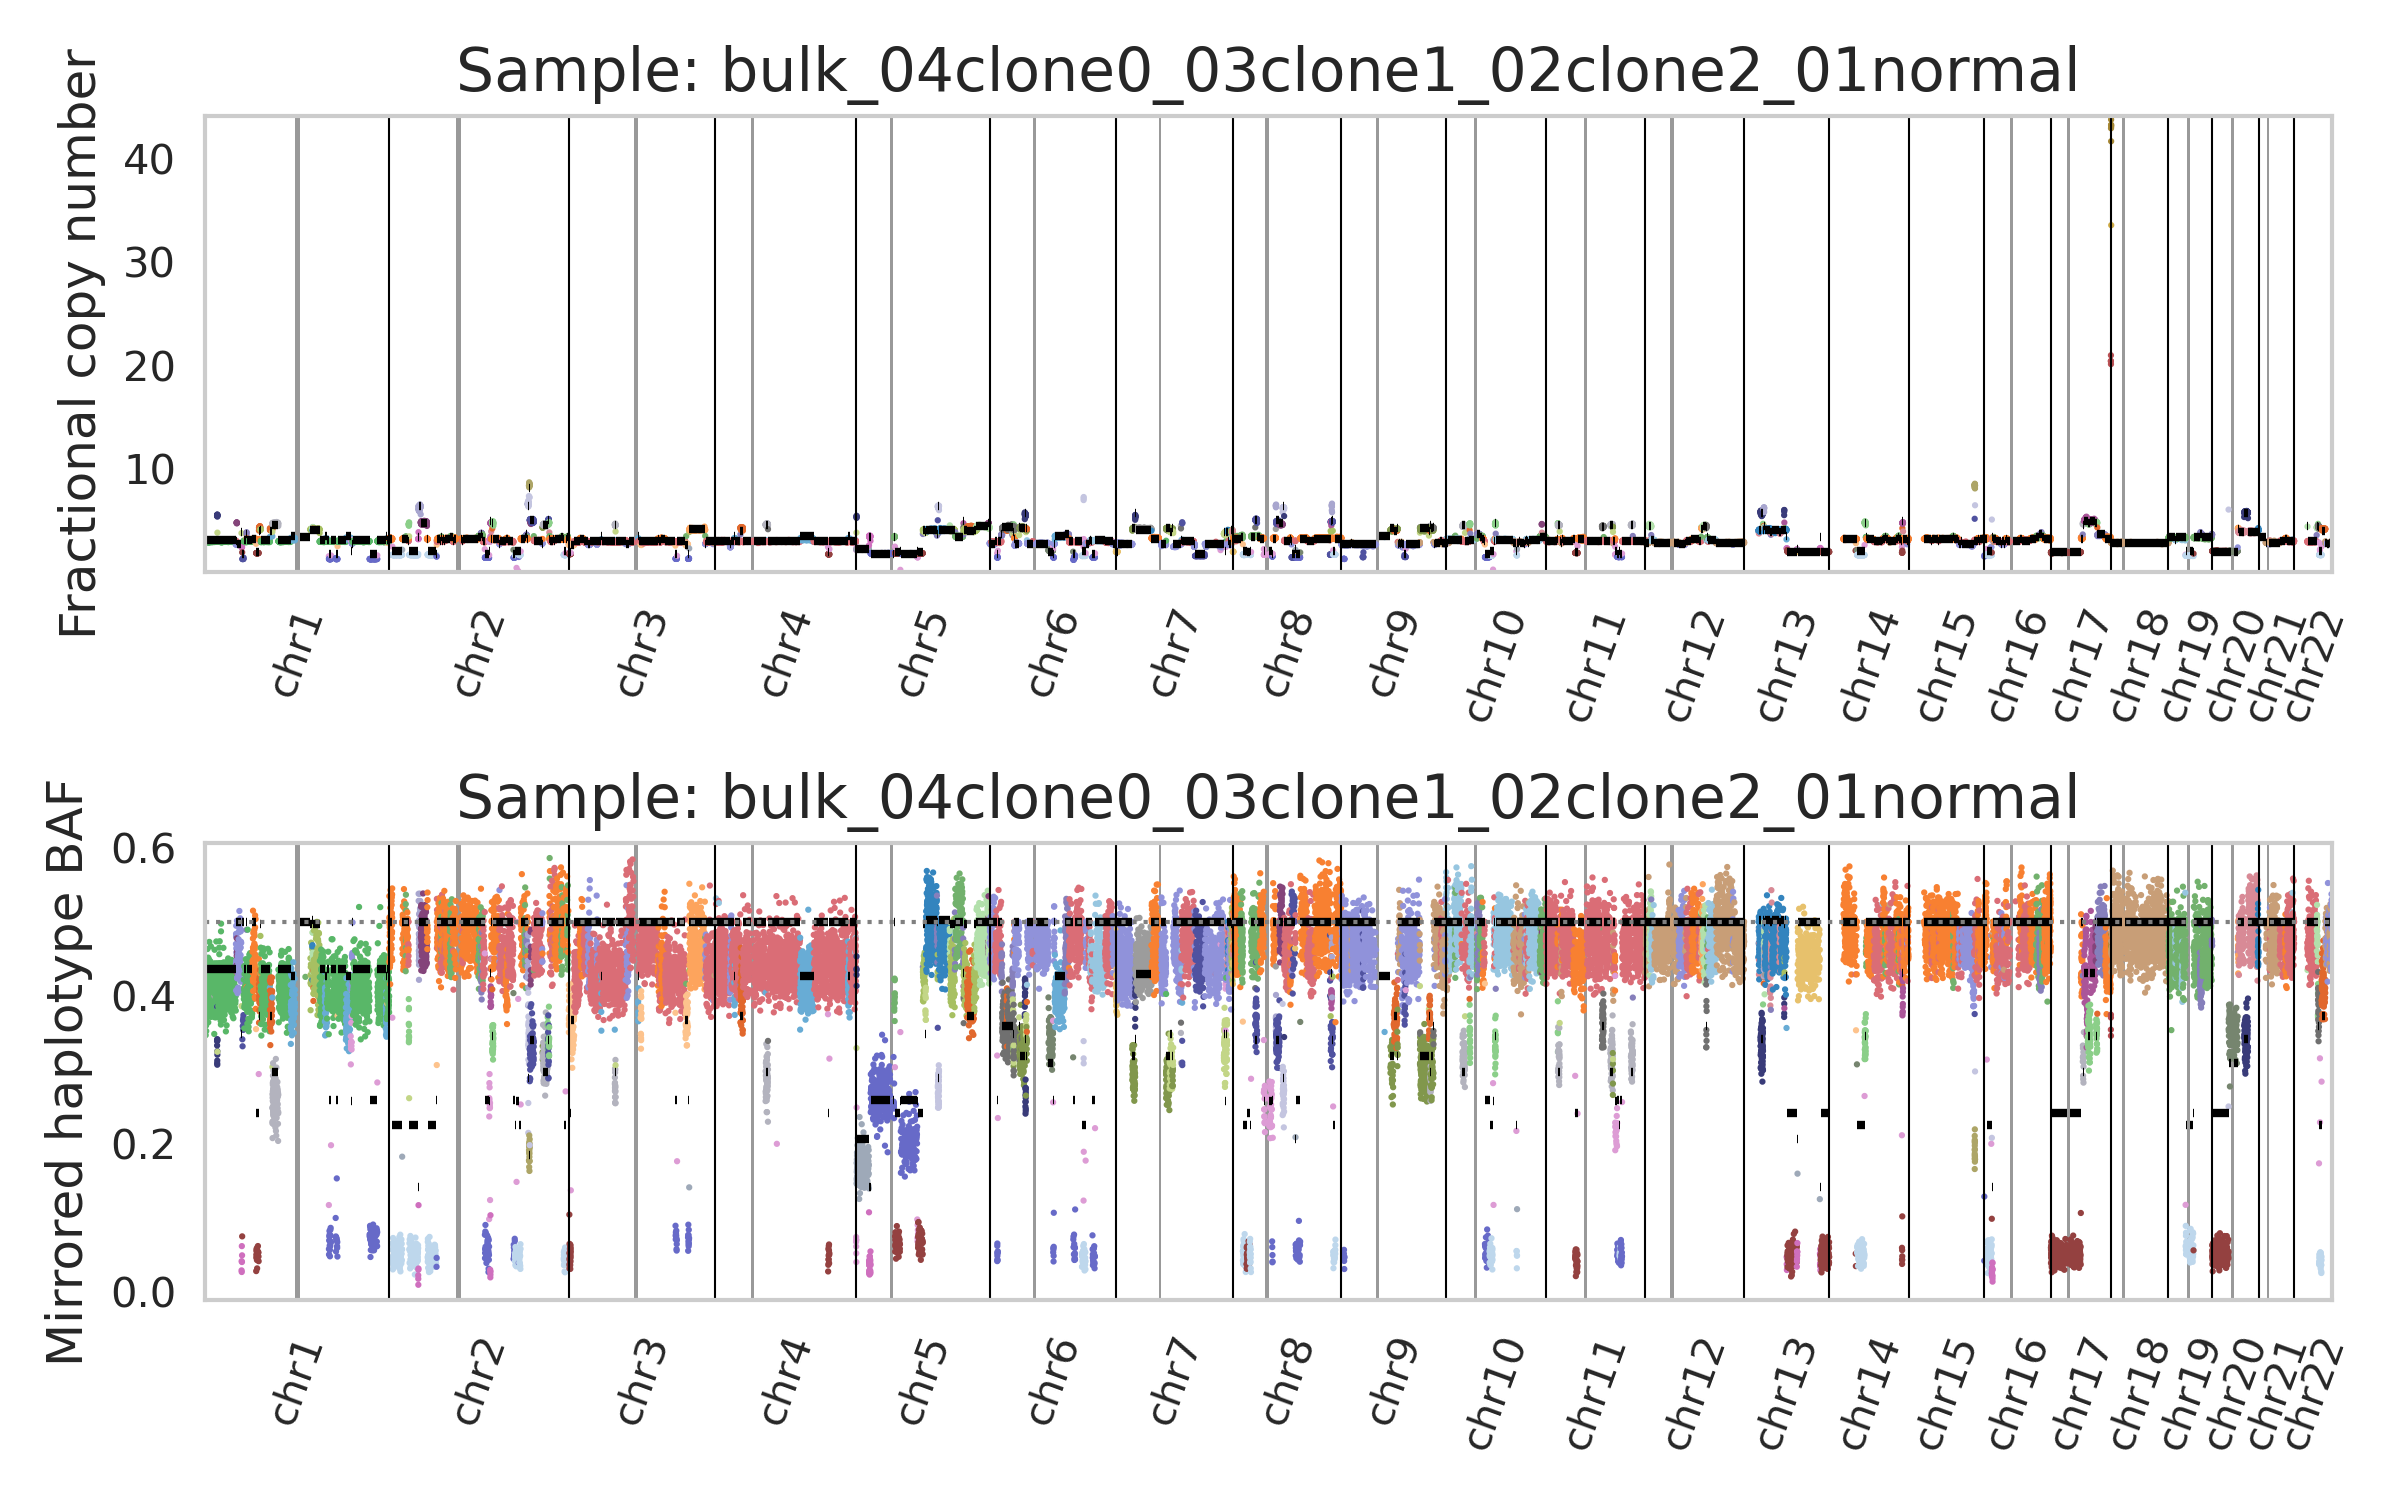 Sample: bulk_04clone0_03clone1_02clone2_01normal
Fractional copy number
40
30
20
10
chr1 chr2 chr3 chr4 chr5 chr6 chr7 chr8 chr9 chr10 chr11 chr12 chr13 chr14 chr15 chr16 chr17 chr18 chr19 chr20 chr21 chr22
Sample: bulk_04clone0_03clone1_02clone2_01normal
Mirrored haplotype BAF
0.6
0.4
0.2
0.0
chr1 chr2 chr3 chr4 chr5 chr6 chr7 chr8 chr9 chr10 chr11 chr12 chr13 chr14 chr15 chr16 chr17 chr18 chr19 chr20 chr21 chr22